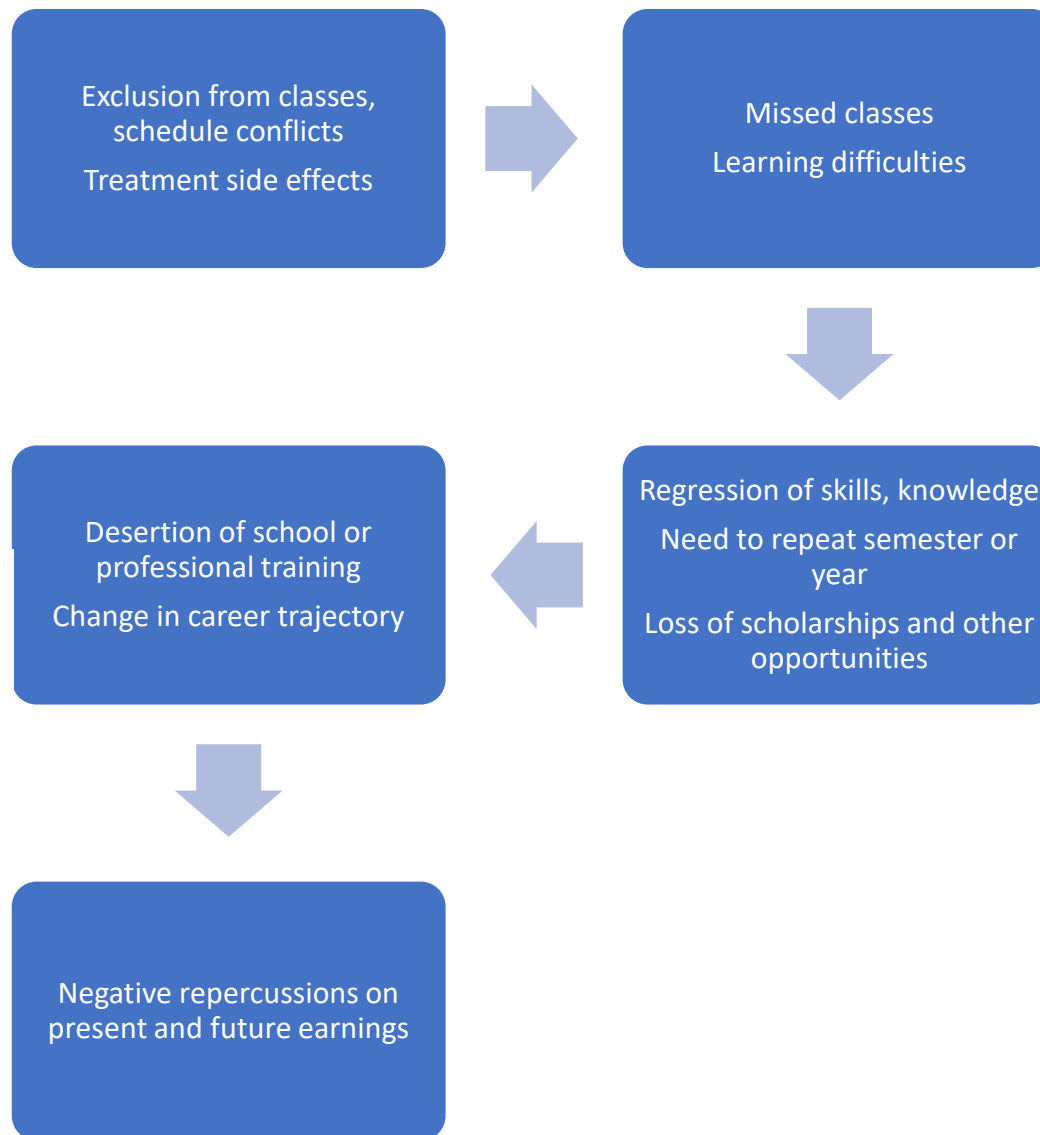 Exclusion from classes,
schedule conflicts
Treatment side effects
Missed classes
Learning difficulties
Regression of skills, knowledge
Need to repeat semester or
year
Loss of scholarships and other
opportunities
Desertion of school or
professional training
Change in career trajectory
Negative repercussions on
present and future earnings